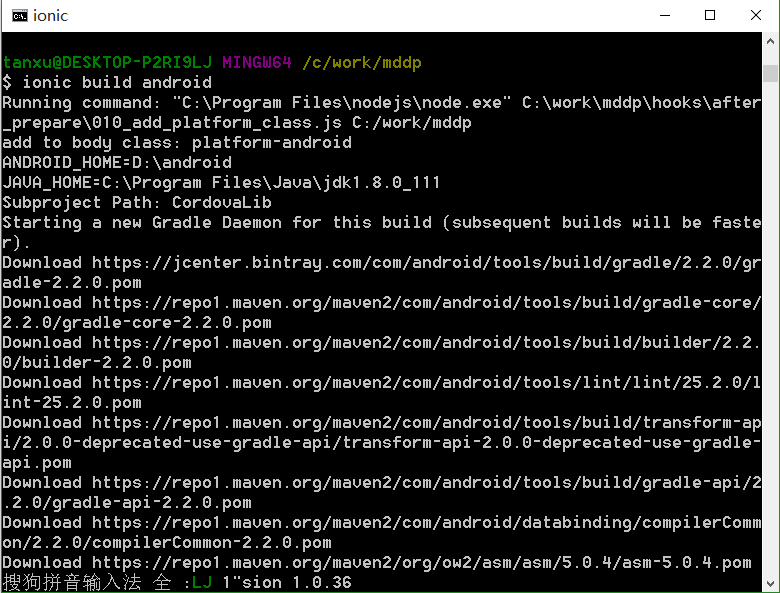 ionic
tanxu@DESKTOP-P2RI9LJ MINGW64 /c/work/mddp
$ ionic build android
Running command: "C:\Program Files\nodejs\node.exe" C:\work\mddp\hooks\after
_prepare\010_add_platform_class.js C:/work/mddp
add to body class: platform-android
ANDROID_HOME=D:\android
JAVA_HOME=C:\Program Files\Java\jdk1.8.0_111
Subproject Path: CordovaLib
Starting a new Gradle Daemon for this build (subsequent builds will be faste
r).
Download https://jcenter.bintray.com/com/android/tools/build/gradle/2.2.0/gr
adle-2.2.0.pom
Download https://repo1.maven.org/maven2/com/android/tools/build/gradle-core/
2.2.0/gradle-core-2.2.0.pom
Download https://repo1.maven.org/maven2/com/android/tools/build/builder/2.2.
0/builder-2.2.0.pom
Download https://repo1.maven.org/maven2/com/android/tools/lint/lint/25.2.0/l
int-25.2.0.pom
Download https://repo1.maven.org/maven2/com/android/tools/build/transform-ap
i/2.0.0-deprecated-use-gradle-api/transform-api-2.0.0-deprecated-use-gradle-
api.pom
Download https://repo1.maven.org/maven2/com/android/tools/build/gradle-api/2
.2.0/gradle-api-2.2.0.pom
Download https://repo1.maven.org/maven2/com/android/databinding/compilerComm
on/2.2.0/compilerCommon-2.2.0.pom
Download https://repo1.maven.org/maven2/org/ow2/asm/asm/5.0.4/asm-5.0.4.pom
搜狗拼音输入法 全 :LJ 1"sion 1.0.36